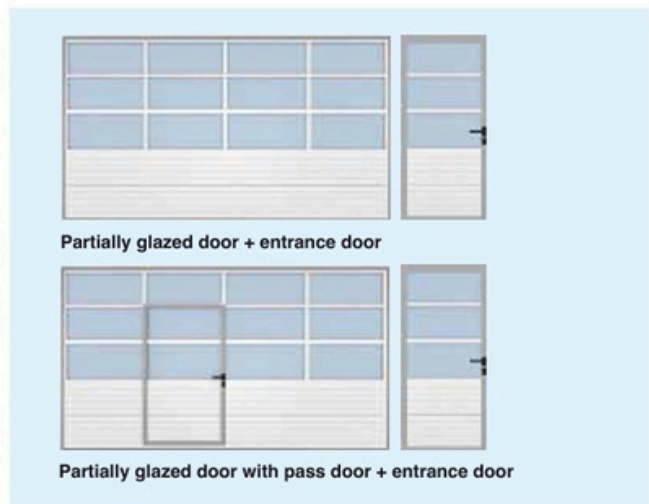 Partially glazed door + entrance door
Partially glazed door with pass door + entrance door